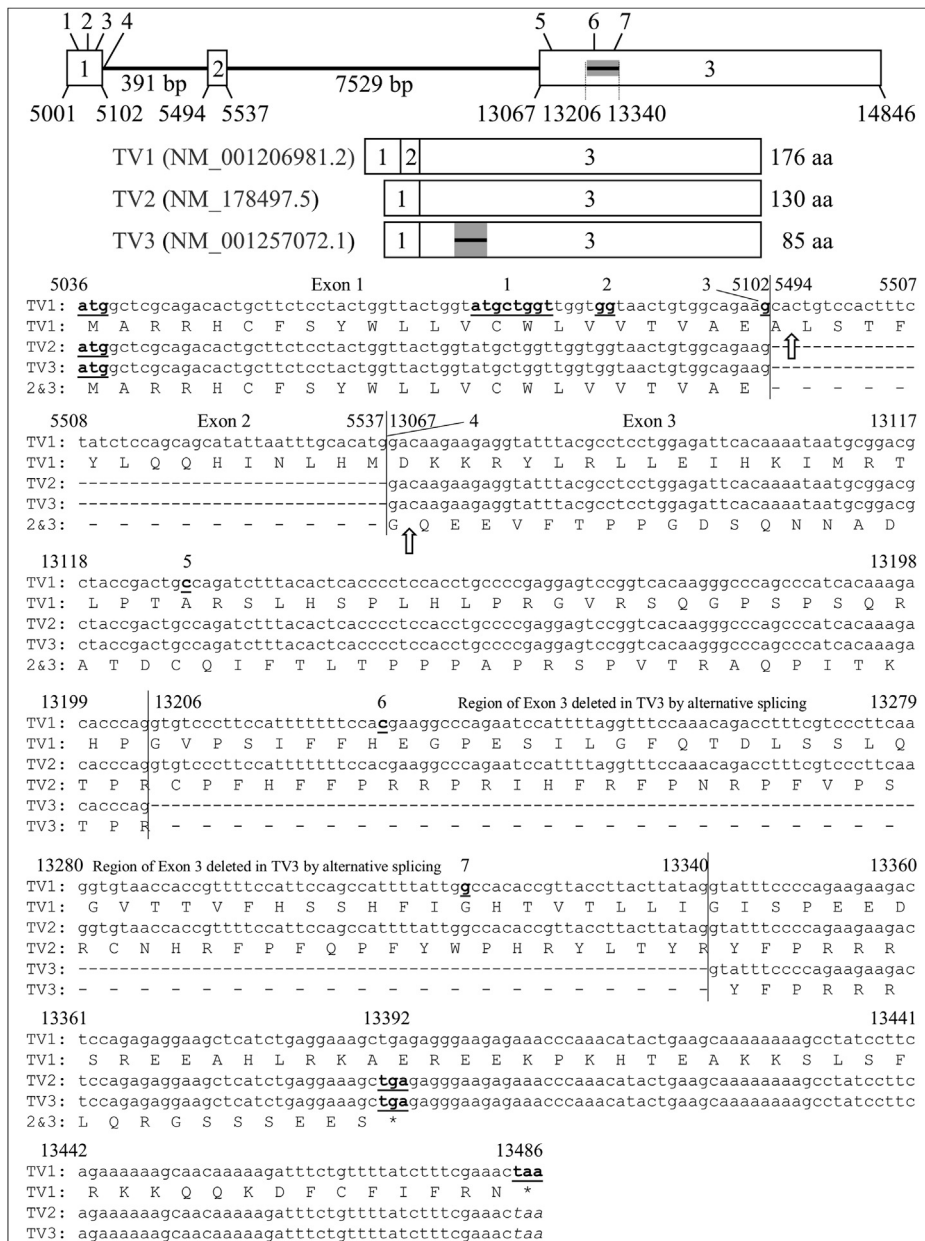 1 2 3 4 5 6 7
1 2 3
391 bp 7529 bp
5001 5102 5494 5537 13067 13206 13340 14846
TV1 (NM_001206981.2) 1 2 3 176 aa
TV2 (NM_178497.5) 1 3 130 aa
TV3 (NM_001257072.1) 1 3 85 aa
5036 Exon 1 1 2 3 5102 5494 5507
TV1: atggctcgcagacactgcttctcctactggttactggtatgctggttggtggtaactgtggcagaagcactgtccactttc
TV1: M A R R H C F S Y W L L V C W L V V T V A E A L S T F
TV2: atggctcgcagacactgcttctcctactggttactggtatgctggttggtggtaactgtggcagaag-----------
TV3: atggctcgcagacactgcttctcctactggttactggtatgctggttggtggtaactgtggcagaag-----------
2&3: M A R R H C F S Y W L L V C W L V V T V A E - - - - -
5508 Exon 2 5537 13067 4 Exon 3 13117
TV1: tatctccagcagcatattaatttgcacatggacaagaagaggtatttacgcctcctggagattcacaaaataatgcggacg
TV1: Y L Q Q H I N L H M D K K R Y L R L L E I H K I M R T
TV2: ------------------------------gacaagaagaggtatttacgcctcctggagattcacaaaataatgcggacg
TV3: ------------------------------gacaagaagaggtatttacgcctcctggagattcacaaaataatgcggacg
2&3: - - - - - - - - - - G Q E E V F T P P G D S Q N N A D
13118 5 13198
TV1: ctaccgactgccagatctttacactcacccctccacctgccccgaggagtccggtcacaagggcccagcccatcacaaaga
TV1: L P T A R S L H S P L H L P R G V R S Q G P S P S Q R
TV2: ctaccgactgccagatctttacactcacccctccacctgccccgaggagtccggtcacaagggcccagcccatcacaaaga
TV3: ctaccgactgccagatctttacactcacccctccacctgccccgaggagtccggtcacaagggcccagcccatcacaaaga
2&3: A T D C Q I F T L T P P P A P R S P V T R A Q P I T K
13199 13206 6 Region of Exon 3 deleted in TV3 by alternative splicing 13279
TV1: cacccaggtgtcccttccatttttttccacgaaggcccagaatccattttaggtttccaaacagacctttcgtcccttcaa
TV1: H P G V P S I F F H E G P E S I L G F Q T D L S S L Q
TV2: cacccaggtgtcccttccatttttttccacgaaggcccagaatccattttaggtttccaaacagacctttcgtcccttcaa
TV2: T P R C P F H F F P R R P R I H F R F P N R P F V P S
TV3: cacccag--------------------------------------------------------------------------
TV3: T P R - - - - - - - - - - - - - - - - - - - - - - - -
13280 Region of Exon 3 deleted in TV3 by alternative splicing 7 13340 13360
TV1: ggtgtaaccaccgttttccattccagccattttattggccacaccgttaccttacttataggtatttccccagaagaagac
TV1: G V T T V F H S S H F I G H T V T L L I G I S P E E D
TV2: ggtgtaaccaccgttttccattccagccattttattggccacaccgttaccttacttataggtatttccccagaagaagac
TV2: R C N H R F P F Q P F Y W P H R Y L T Y R Y F P R R R
TV3: -------------------------------------------------------------gtatttccccagaagaagac
TV3: - - - - - - - - - - - - - - - - - - - - - Y F P R R R
13361 13392 13441
TV1: tccagagaggaagctcatctgaggaaagctgagagggaagagaaacccaaacatactgaagcaaaaaaaagcctatccttc
TV1: S R E E A H L R K A E R E E K P K H T E A K K S L S F
TV2: tccagagaggaagctcatctgaggaaagctgagagggaagagaaacccaaacatactgaagcaaaaaaaagcctatccttc
TV3: tccagagaggaagctcatctgaggaaagctgagagggaagagaaacccaaacatactgaagcaaaaaaaagcctatccttc
2&3: L Q R G S S S E E S *
13442 13486
TV1: agaaaaaagcaacaaaaagatttctgttttatctttcgaaactaa
TV1: R K K Q Q K D F C F I F R N *
TV2: agaaaaaagcaacaaaaagatttctgttttatctttcgaaactaa
TV3: agaaaaaagcaacaaaaagatttctgttttatctttcgaaactaa